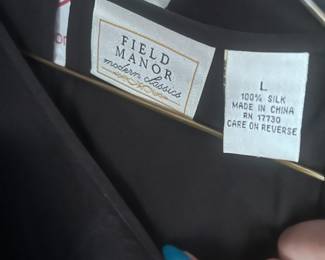 FIELD
MANOR
modern classics
L
100% SILK
MADE IN CHINA
RN 17730
CARE ON REVERSE